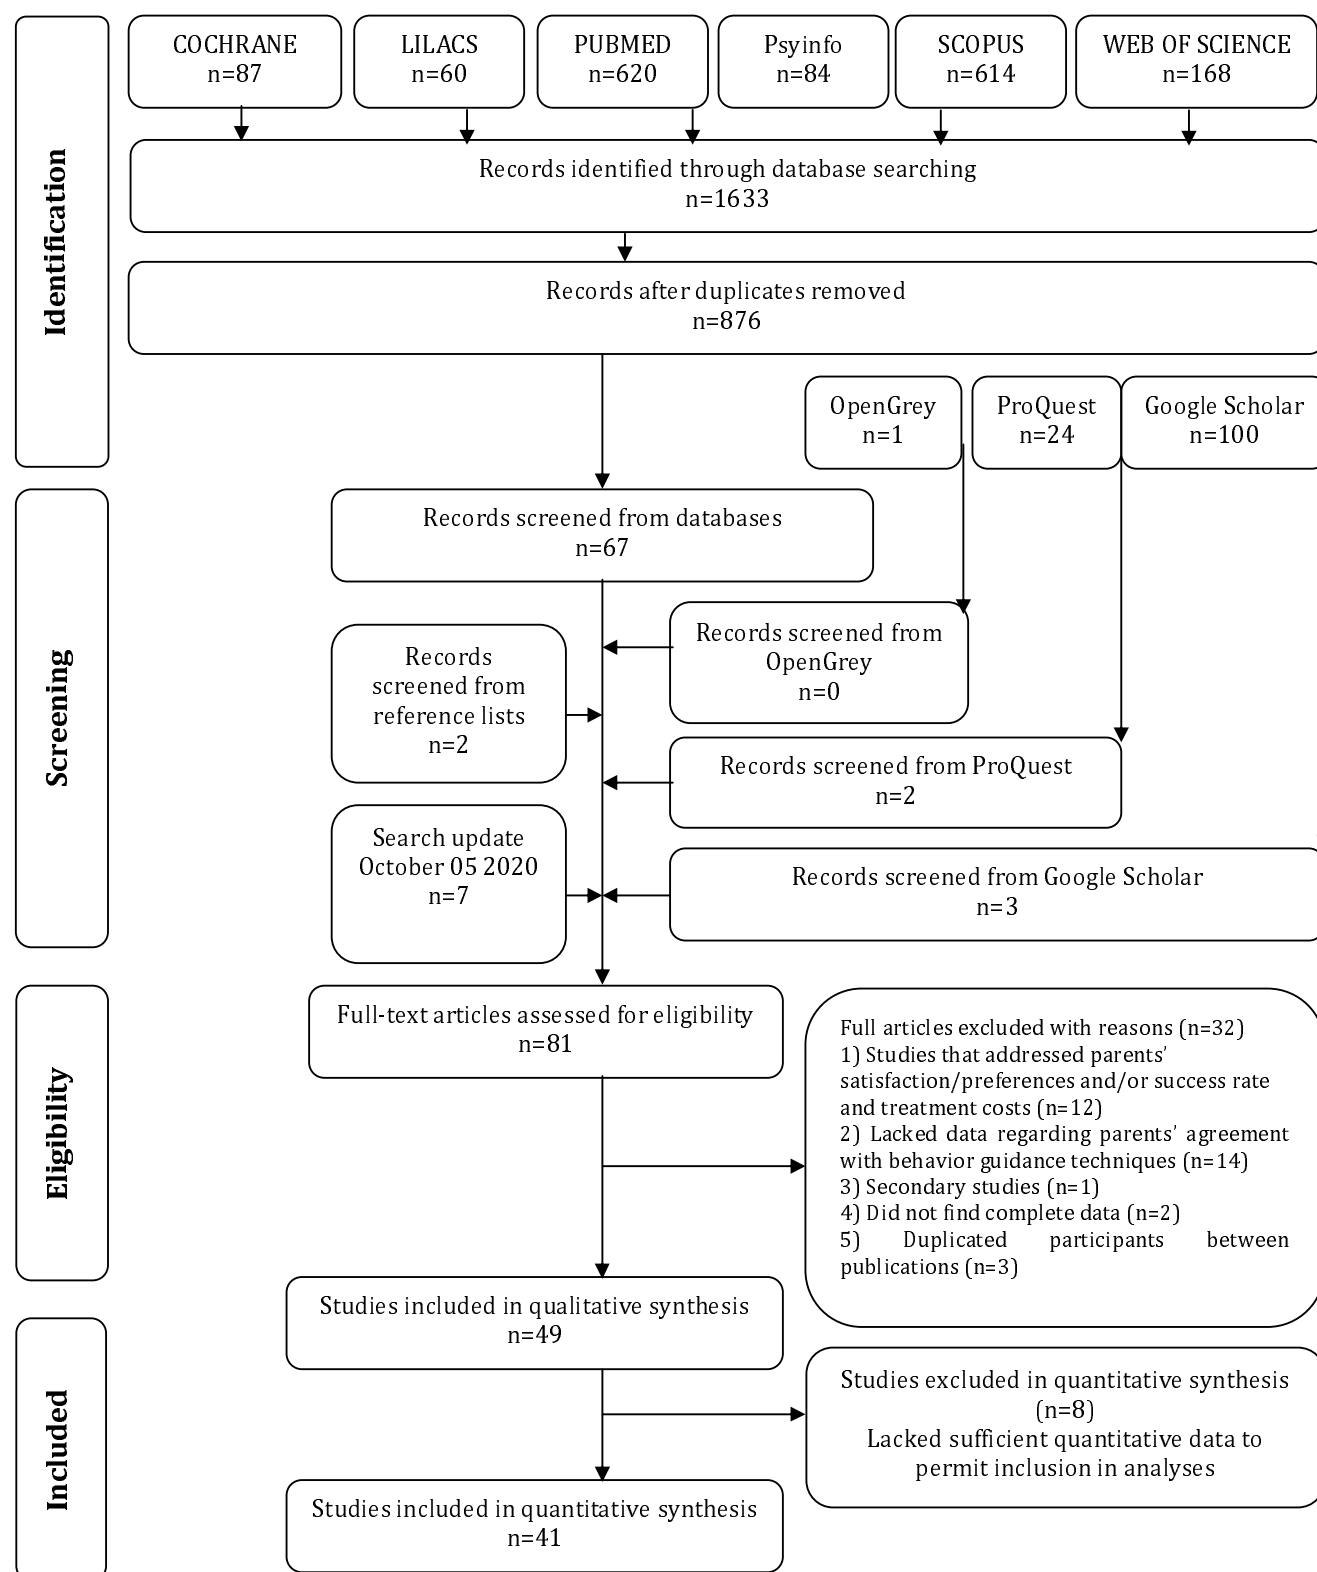 Identification
COCHRANE
n=87
LILACS
n=60
PUBMED
n=620
Psyinfo
n=84
SCOPUS
n=614
WEB OF SCIENCE
n=168
Records identified through database searching
n=1633
Records after duplicates removed
n=876
OpenGrey
n=1
ProQuest
n=24
Google Scholar
n=100
Screening
Records screened from databases
n=67
Records screened from
OpenGrey
n=0
Records
screened from
reference lists
n=2
Records screened from ProQuest
n=2
Search update
October 05 2020
n=7
Records screened from Google Scholar
n=3
Eligibility
Full-text articles assessed for eligibility
n=81
Full articles excluded with reasons (n=32)
1) Studies that addressed parents’
satisfaction/preferences and/or success rate
and treatment costs (n=12)
2) Lacked data regarding parents’ agreement
with behavior guidance techniques (n=14)
3) Secondary studies (n=1)
4) Did not find complete data (n=2)
5) Duplicated participants between
publications (n=3)
Studies included in qualitative synthesis
n=49
Included
Studies excluded in quantitative synthesis
(n=8)
Lacked sufficient quantitative data to
permit inclusion in analyses
Studies included in quantitative synthesis
n=41